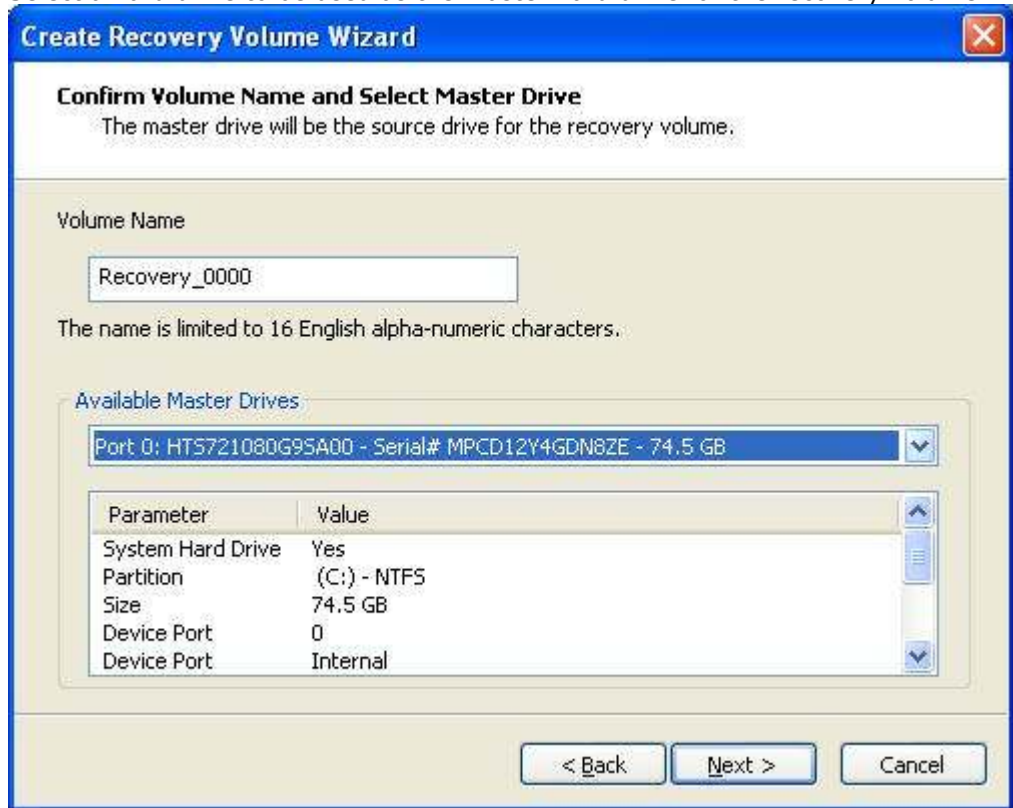 Create Recovery Volume Wizard
Confirm Volume Name and Select Master Drive
The master drive will be the source drive for the recovery volume.
Volume Name
Recovery_0000
The name is limited to 16 English alpha-numeric characters.
Available Master Drives
Port 0: HTS721080G9SA00 - Serial# MPCD12Y4GDN8ZE - 74.5 GB
Parameter Value
System Hard Drive Yes
Partition (C:) - NTFS
Size 74.5 GB
Device Port 0
Device Port Internal
< Back Next > Cancel